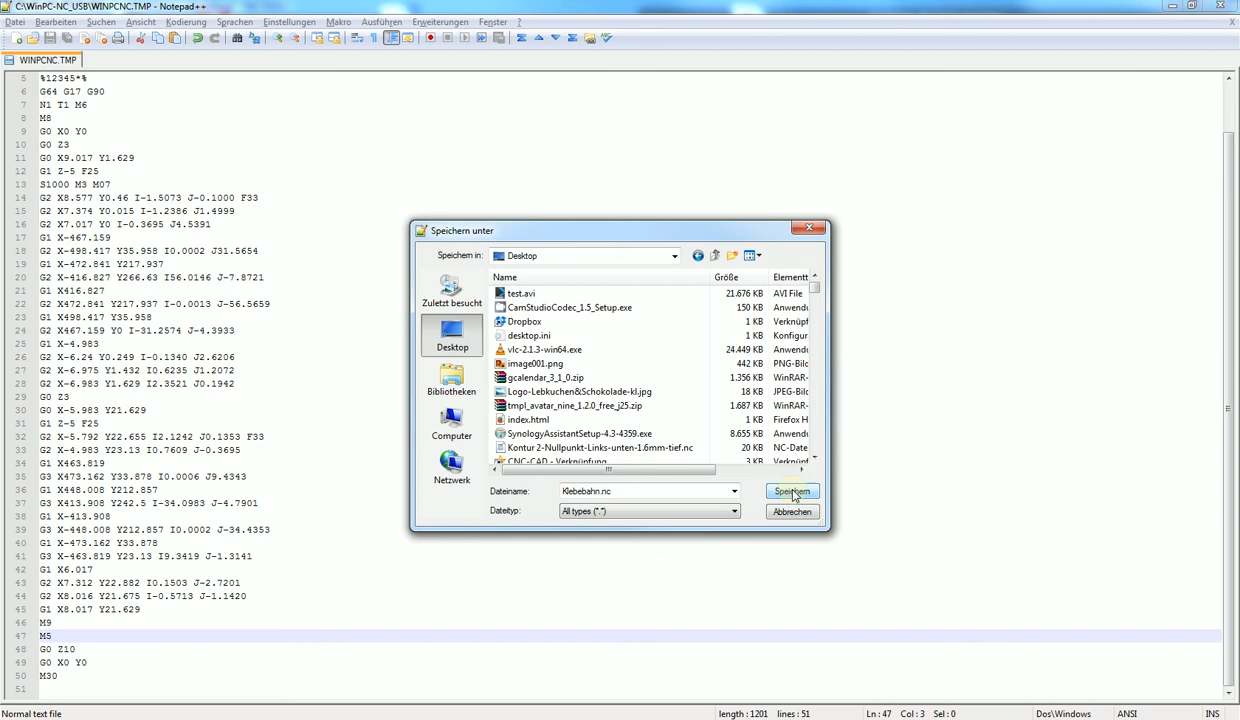 C:\WinPC-NC_USB\WINPCNC.TMP - Notepad++
Datei Bearbeiten Suchen Ansicht Kodierung Sprachen Einstellungen Makro Ausführen Erweiterungen Fenster ? X
WINPCNC.TMP
5 %12345*%
6 G64 G17 G90
7 N1 T1 M6
8 M8
9 G0 X0 Y0
10 G0 Z3
11 G0 X9.017 Y1.629
12 G1 Z-5 F25
13 S1000 M3 M07
14 G2 X8.577 Y0.46 I-1.5073 J-0.1000 F33
15 G2 X7.374 Y0.015 I-1.2386 J1.4999
16 G2 X7.017 Y0 I-0.3695 J4.5391
17 G1 X-467.159
18 G2 X-498.417 Y35.958 I0.0002 J31.5654
19 G1 X-472.841 Y217.937
20 G2 X-416.827 Y266.63 I56.0146 J-7.8721
21 G1 X416.827
22 G2 X472.841 Y217.937 I-0.0013 J-56.5659
23 G1 X498.417 Y35.958
24 G2 X467.159 Y0 I-31.2574 J-4.3933
25 G1 X-4.983
26 G2 X-6.24 Y0.249 I-0.1340 J2.6206
27 G2 X-6.975 Y1.432 I0.6235 J1.2072
28 G2 X-6.983 Y1.629 I2.3521 J0.1942
29 G0 Z3
30 G0 X-5.983 Y21.629
31 G1 Z-5 F25
32 G2 X-5.792 Y22.655 I2.1242 J0.1353 F33
33 G2 X-4.983 Y23.13 I0.7609 J-0.3695
34 G1 X463.819
35 G3 X473.162 Y33.878 I0.0006 J9.4343
36 G1 X448.008 Y212.857
37 G3 X413.908 Y242.5 I-34.0983 J-4.7901
38 G1 X-413.908
39 G3 X-448.008 Y212.857 I0.0002 J-34.4353
40 G1 X-473.162 Y33.878
41 G3 X-463.819 Y23.13 I9.3419 J-1.3141
42 G1 X6.017
43 G2 X7.312 Y22.882 I0.1503 J-2.7201
44 G2 X8.016 Y21.675 I-0.5713 J-1.1420
45 G1 X8.017 Y21.629
46 M9
47 M5
48 G0 Z10
49 G0 X0 Y0
50 M30
51
Speichern unter
Speichern in: Desktop
Zuletzt besucht
Desktop
Bibliotheken
Computer
Netzwerk
Name Größe Elementt
test.avi 21.676 KB AVI File
CamStudioCodec_1.5_Setup.exe 150 KB Anwendu
Dropbox 1 KB Verknüpf
desktop.ini 1 KB Konfigur
vlc-2.1.3-win64.exe 24.449 KB Anwendu
image001.png 442 KB PNG-Bild
gcalendar_3_1_0.zip 1.356 KB WinRAR-
Logo-Lebkuchen&Schokolade-kl.jpg 18 KB JPEG-Bild
tmpl_avatar_nine_1.2.0_free_j25.zip 1.687 KB WinRAR-
index.html 1 KB Firefox H
SynologyAssistantSetup-4.3-4359.exe 8.655 KB Anwendu
Kontur 2-Nullpunkt-Links-unten-1.6mm-tief.nc 20 KB NC-Date
CNC-CAD - Verknüpfung 3 KB Verknüpf
Dateiname: Klebebahn.nc Speichern
Dateityp: All types (*.*) Abbrechen
Normal text file length : 1201 lines : 51 Ln : 47 Col : 3 Sel : 0 Dos\Windows ANSI INS